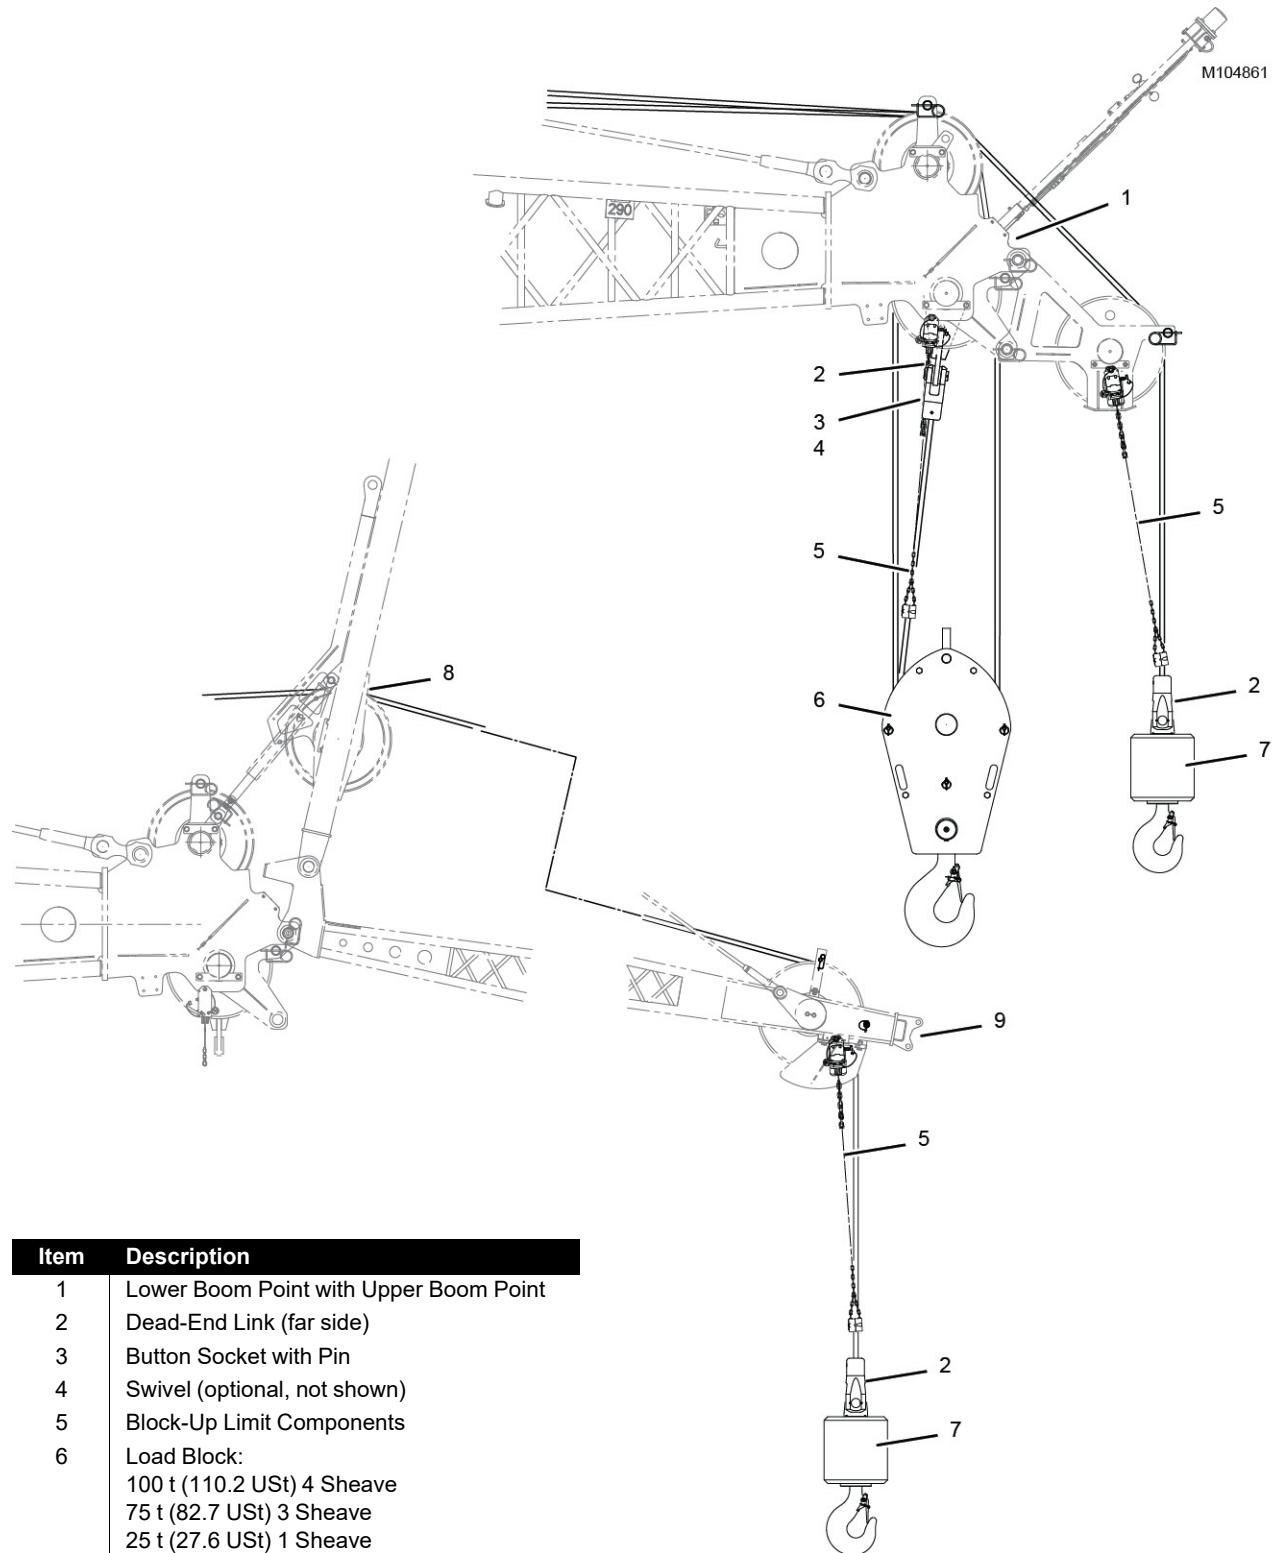 M104861
290
1
2
3
4
5
5
6
2
7
8
9
5
2
7
Item Description
1 Lower Boom Point with Upper Boom Point
2 Dead-End Link (far side)
3 Button Socket with Pin
4 Swivel (optional, not shown)
5 Block-Up Limit Components
6 Load Block:
100 t (110.2 USt) 4 Sheave
75 t (82.7 USt) 3 Sheave
25 t (27.6 USt) 1 Sheave